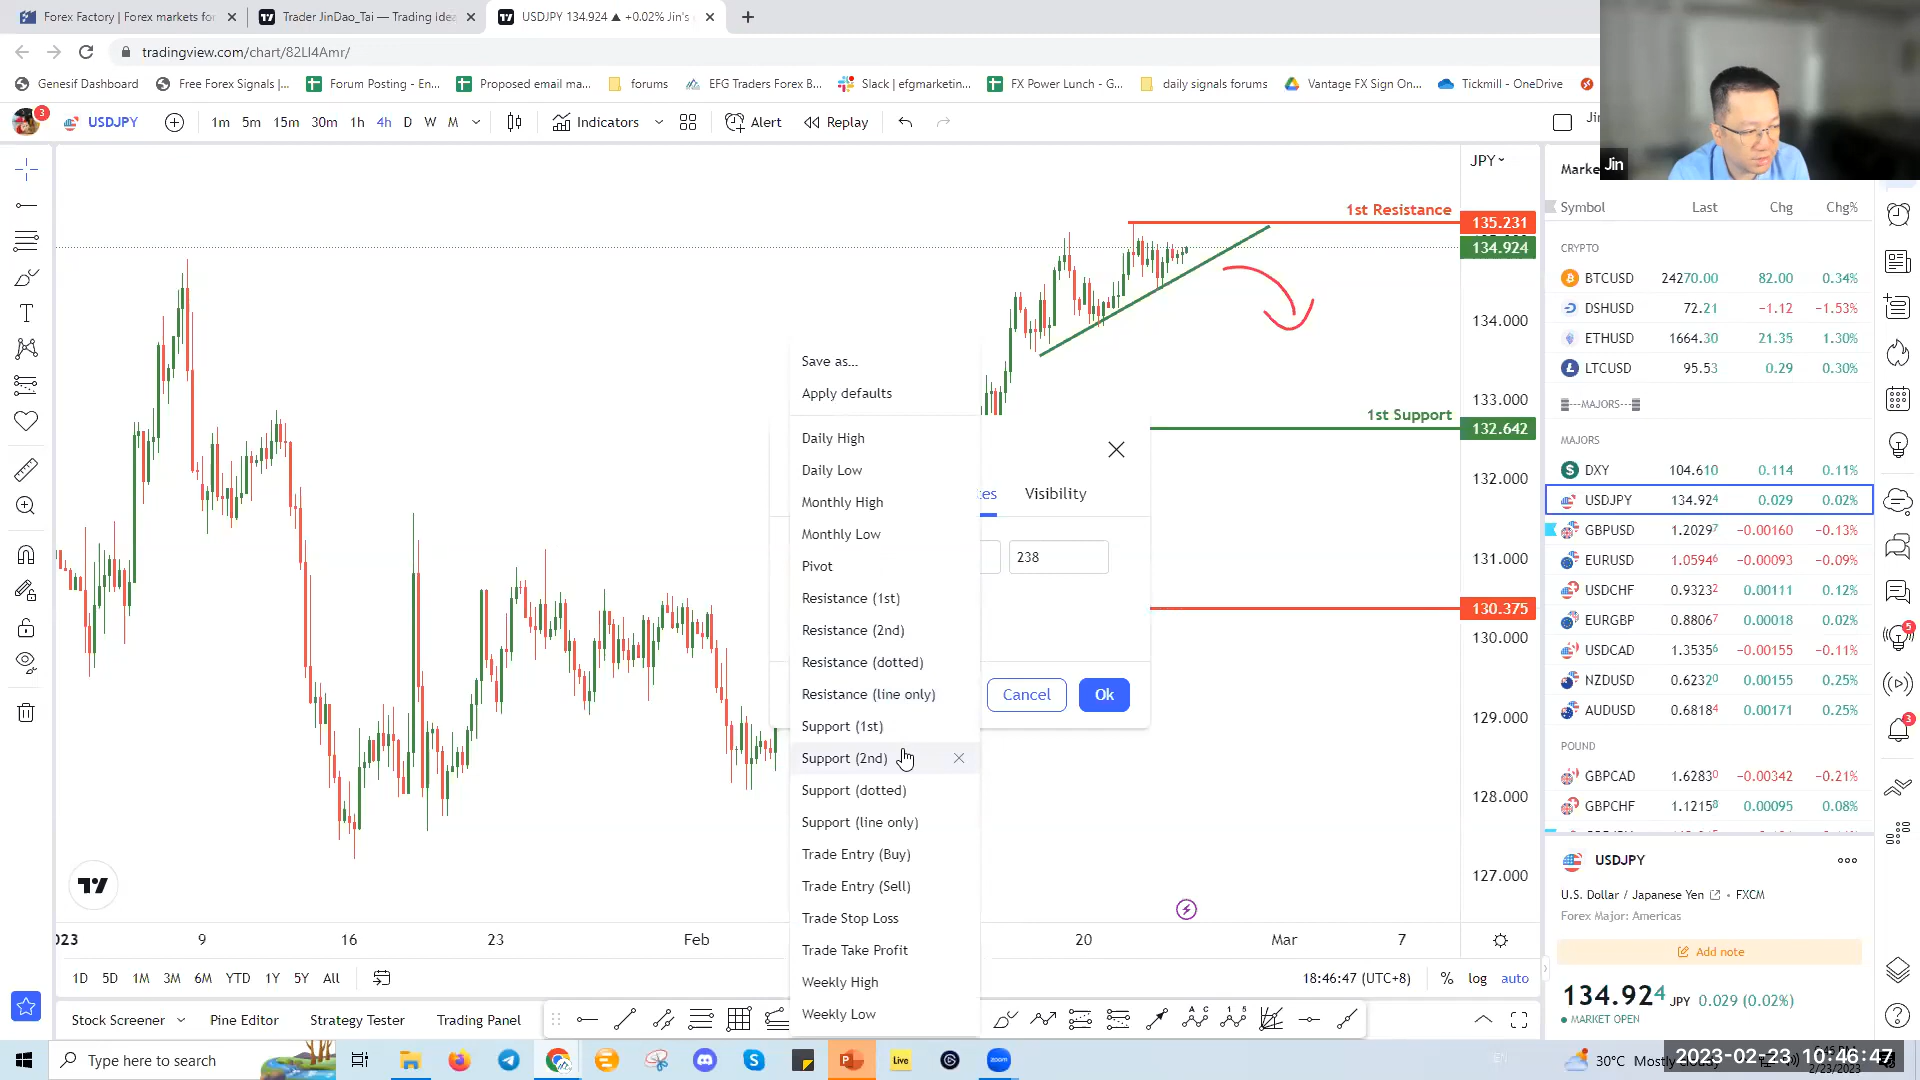 Forex Factory | Forex markets fo
Trader JinDao_Tai — Trading Idea
USDJPY 134.924 ▲ +0.02% Jin's
tradingview.com/chart/82LI4Amr/
Genesif Dashboard
Free Forex Signals |...
Forum Posting - En...
Proposed email ma...
forums
EFG Traders Forex B...
Slack | efgmarketin...
FX Power Lunch - G...
daily signals forums
Vantage FX Sign On...
Tickmill - OneDrive
3
USDJPY
1m 5m 15m 30m 1h 4h D W M
Indicators
Alert
Replay
Jin
JPY
1st Resistance
135.231
134.924
134.000
133.000
1st Support
132.642
132.000
131.000
130.375
130.000
129.000
128.000
127.000
Save as...
Apply defaults
Daily High
Daily Low
Monthly High
Monthly Low
Pivot
Resistance (1st)
Resistance (2nd)
Resistance (dotted)
Resistance (line only)
Support (1st)
Support (2nd)
Support (dotted)
Support (line only)
Trade Entry (Buy)
Trade Entry (Sell)
Trade Stop Loss
Trade Take Profit
Weekly High
Weekly Low
Visibility
238
Cancel
Ok
023 9 16 23 Feb 20 Mar 7
1D 5D 1M 3M 6M YTD 1Y 5Y All
18:46:47 (UTC+8) % log auto
Stock Screener
Pine Editor
Strategy Tester
Trading Panel
Symbol Last Chg Chg%
CRYPTO
BTCUSD 24270.00 82.00 0.34%
DSHUSD 72.21 −1.12 −1.53%
ETHUSD 1664.30 21.35 1.30%
LTCUSD 95.53 0.29 0.30%
---MAJORS---
MAJORS
DXY 104.610 0.114 0.11%
USDJPY 134.924 0.029 0.02%
GBPUSD 1.20297 −0.00160 −0.13%
EURUSD 1.05946 −0.00093 −0.09%
USDCHF 0.93232 0.00111 0.12%
EURGBP 0.88067 0.00018 0.02%
USDCAD 1.35356 −0.00155 −0.11%
NZDUSD 0.62320 0.00155 0.25%
AUDUSD 0.68184 0.00171 0.25%
POUND
GBPCAD 1.62830 −0.00342 −0.21%
GBPCHF 1.12158 0.00095 0.08%
USDJPY
U.S. Dollar / Japanese Yen • FXCM
Forex Major: Americas
Add note
134.924 JPY 0.029 (0.02%)
MARKET OPEN
5
3
Type here to search
Live
zoom
30°C Mostly
2023-02-23 10:46:47
2/23/2023